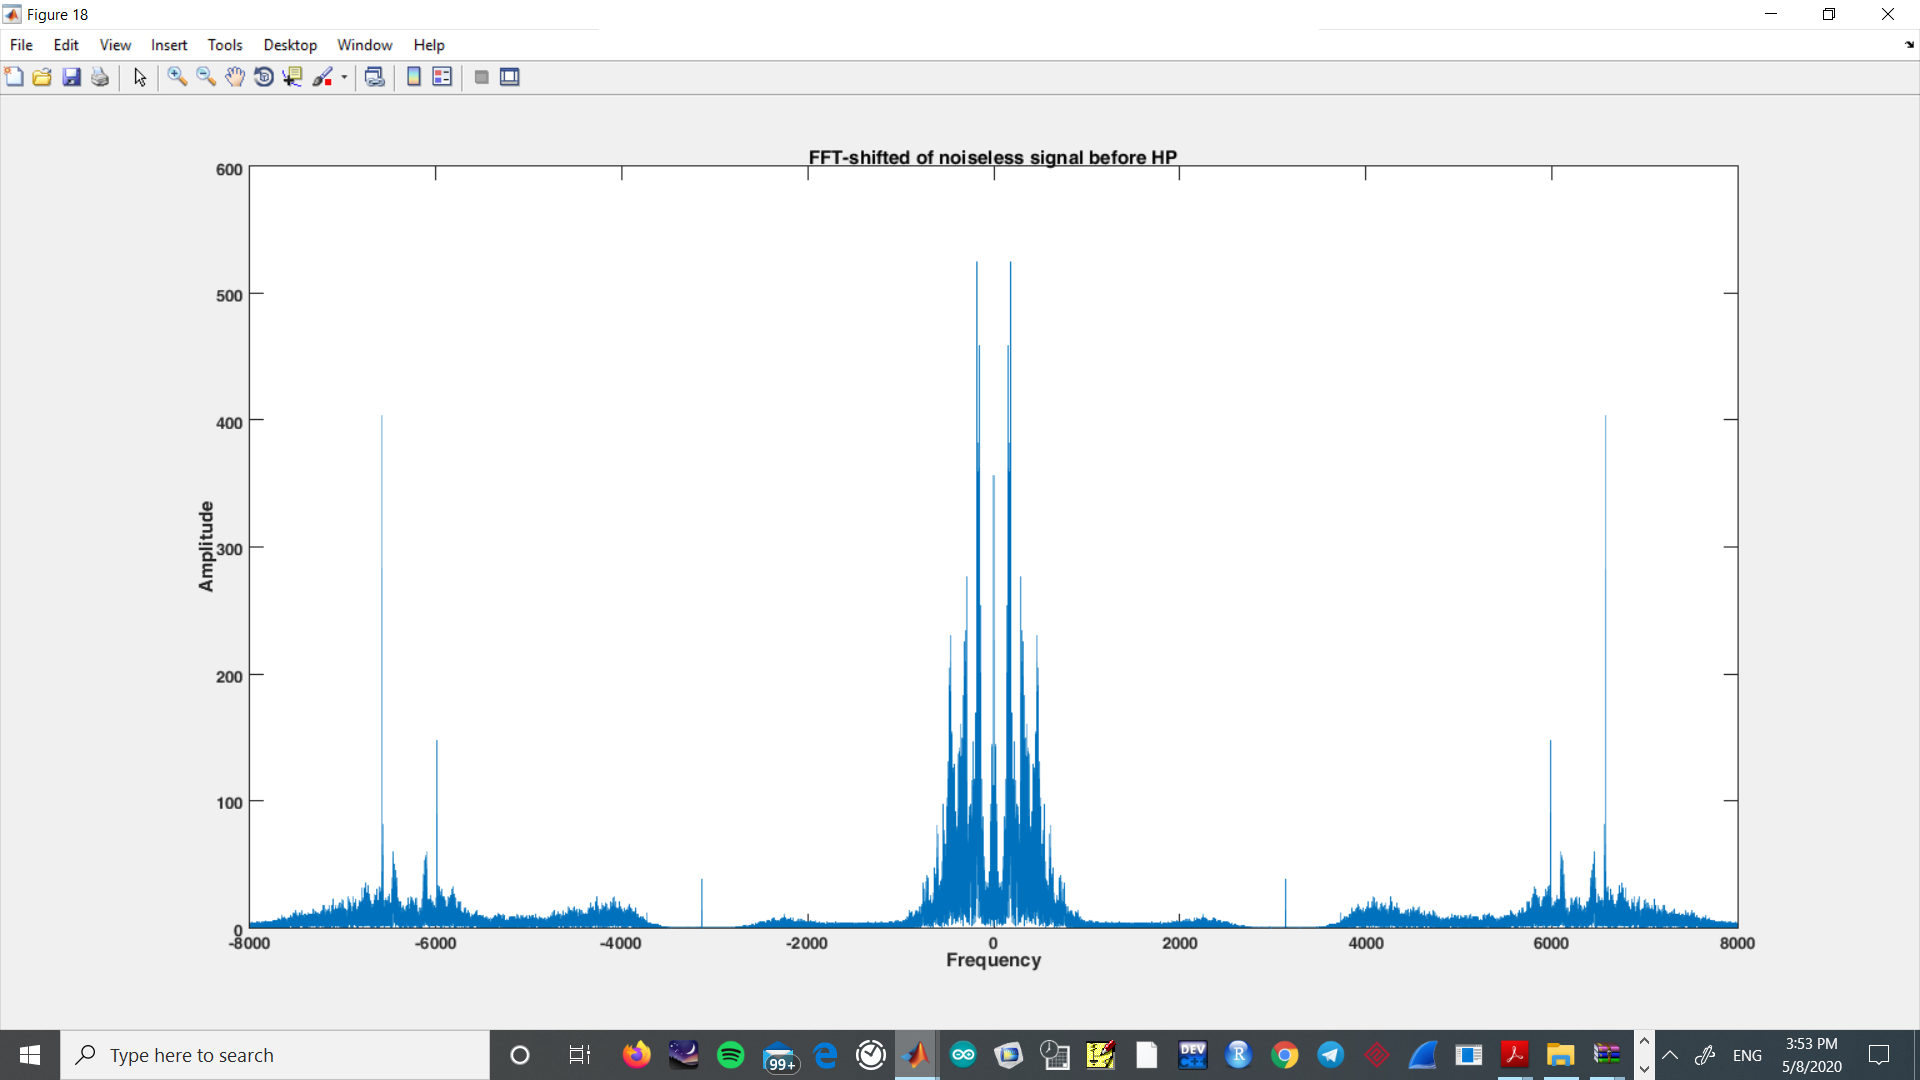 Figure 18
File Edit View Insert Tools Desktop Window Help
FFT-shifted of noiseless signal before HP
600
500
400
300
200
100
0
Amplitude
-8000 -6000 -4000 -2000 0 2000 4000 6000 8000
Frequency
Type here to search
99+
DEV
C++
R
ENG
3:53 PM
5/8/2020